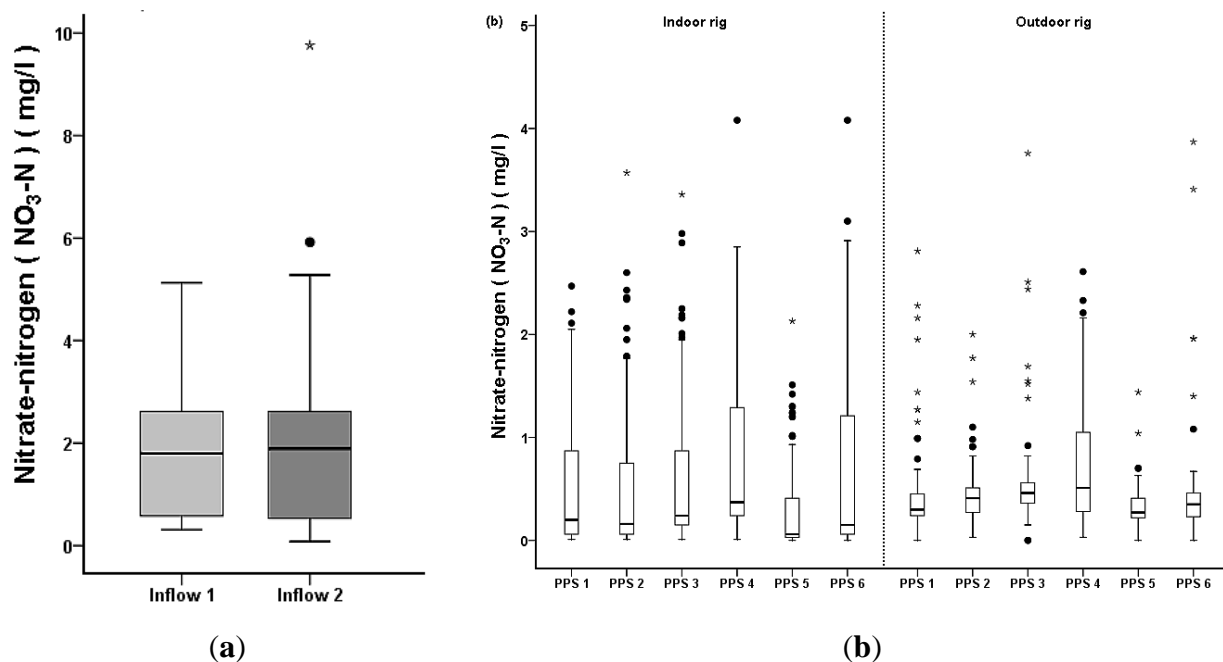 Nitrate-nitrogen ( NO₃-N ) ( mg/l )
10
8
6
4
2
0
Inflow 1 Inflow 2
(a)
(b) Indoor rig Outdoor rig
Nitrate-nitrogen ( NO₃-N ) ( mg/l )
5
4
3
2
1
0
PPS 1 PPS 2 PPS 3 PPS 4 PPS 5 PPS 6 PPS 1 PPS 2 PPS 3 PPS 4 PPS 5 PPS 6
(b)